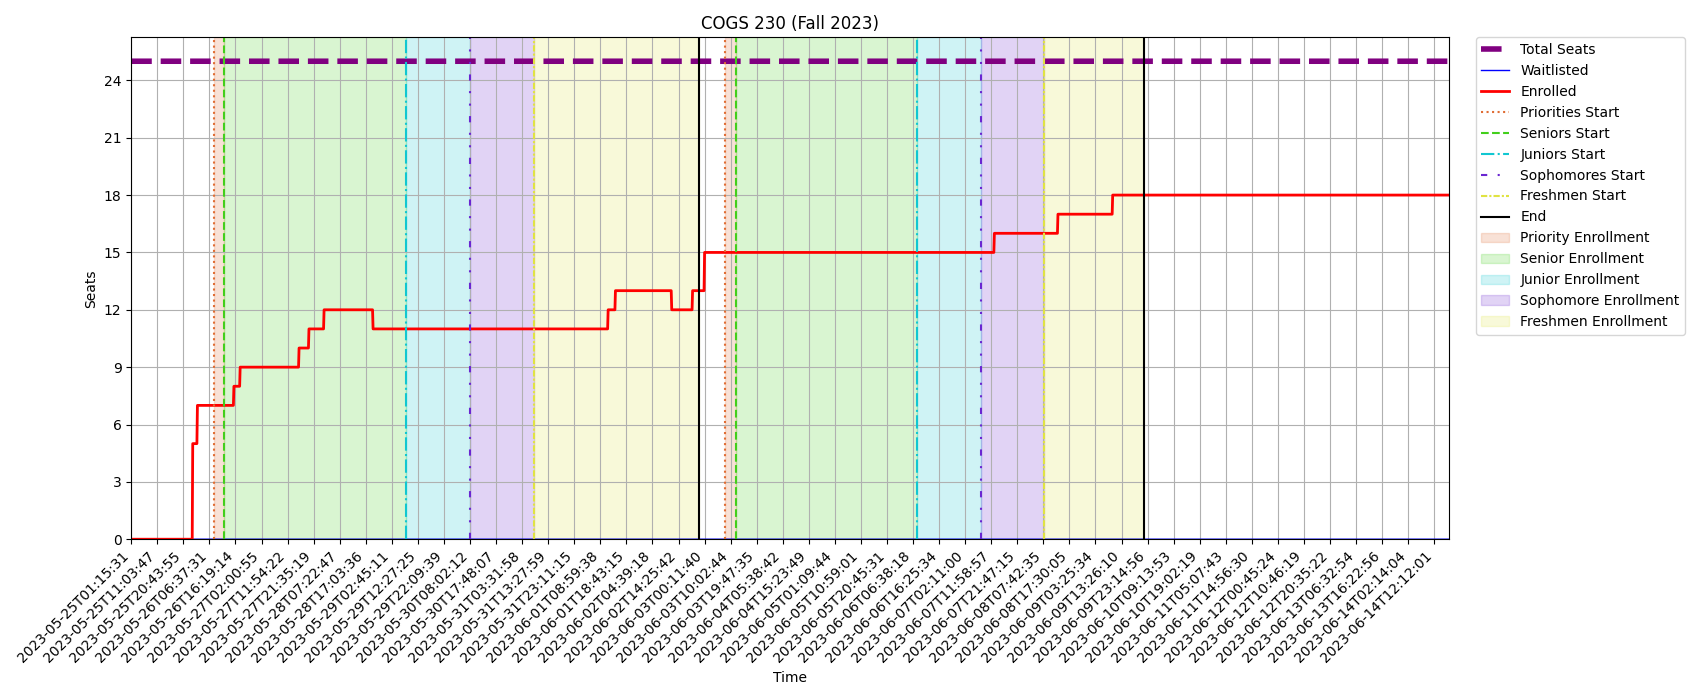 COGS 230 (Fall 2023)
Seats
24
21
18
15
12
9
6
3
0
2023-05-25T01:15:31
2023-05-25T11:03:47
2023-05-25T20:43:55
2023-05-26T06:37:31
2023-05-26T16:19:14
2023-05-27T02:00:55
2023-05-27T11:54:22
2023-05-27T21:35:19
2023-05-28T07:22:47
2023-05-28T17:03:36
2023-05-29T02:45:11
2023-05-29T12:27:25
2023-05-29T22:09:39
2023-05-30T08:02:12
2023-05-30T17:48:07
2023-05-31T03:31:58
2023-05-31T13:27:59
2023-05-31T23:11:15
2023-06-01T08:59:38
2023-06-01T18:43:15
2023-06-02T04:39:18
2023-06-02T14:25:42
2023-06-03T00:11:40
2023-06-03T10:02:44
2023-06-03T19:47:35
2023-06-04T05:38:42
2023-06-04T15:23:49
2023-06-05T01:09:44
2023-06-05T10:59:01
2023-06-05T20:45:31
2023-06-06T06:38:18
2023-06-06T16:25:34
2023-06-07T02:11:00
2023-06-07T11:58:57
2023-06-07T21:47:15
2023-06-08T07:42:35
2023-06-08T17:30:05
2023-06-09T03:25:34
2023-06-09T13:26:10
2023-06-09T23:14:56
2023-06-10T09:13:53
2023-06-10T19:02:19
2023-06-11T05:07:43
2023-06-11T14:56:30
2023-06-12T00:45:24
2023-06-12T10:46:19
2023-06-12T20:35:22
2023-06-13T06:32:54
2023-06-13T16:22:56
2023-06-14T02:14:04
2023-06-14T12:12:01
Time
Total Seats
Waitlisted
Enrolled
Priorities Start
Seniors Start
Juniors Start
Sophomores Start
Freshmen Start
End
Priority Enrollment
Senior Enrollment
Junior Enrollment
Sophomore Enrollment
Freshmen Enrollment